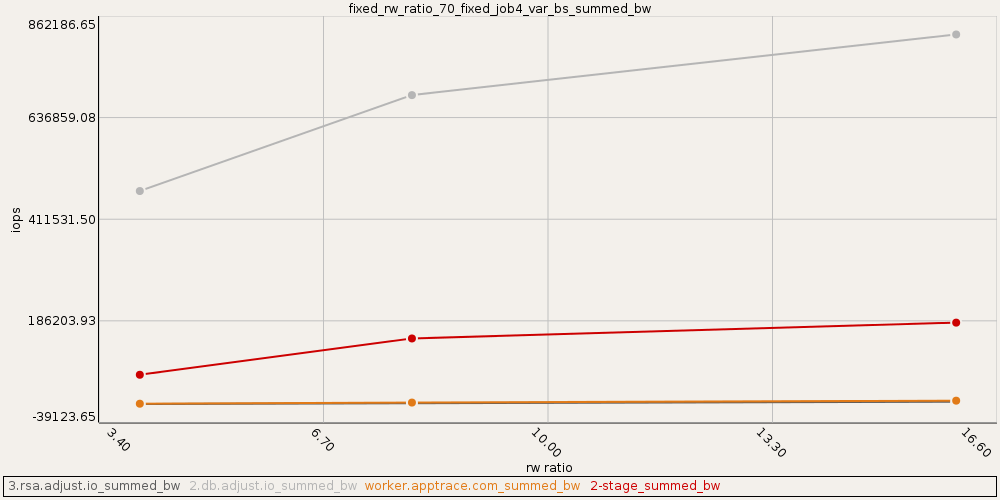 fixed_rw_ratio_70_fixed_job4_var_bs_summed_bw
862186.65
636859.08
411531.50
186203.93
-39123.65
iops
3.40
6.70
10.00
13.30
16.60
rw ratio
3.rsa.adjust.io_summed_bw 2.db.adjust.io_summed_bw worker.apptrace.com_summed_bw 2-stage_summed_bw